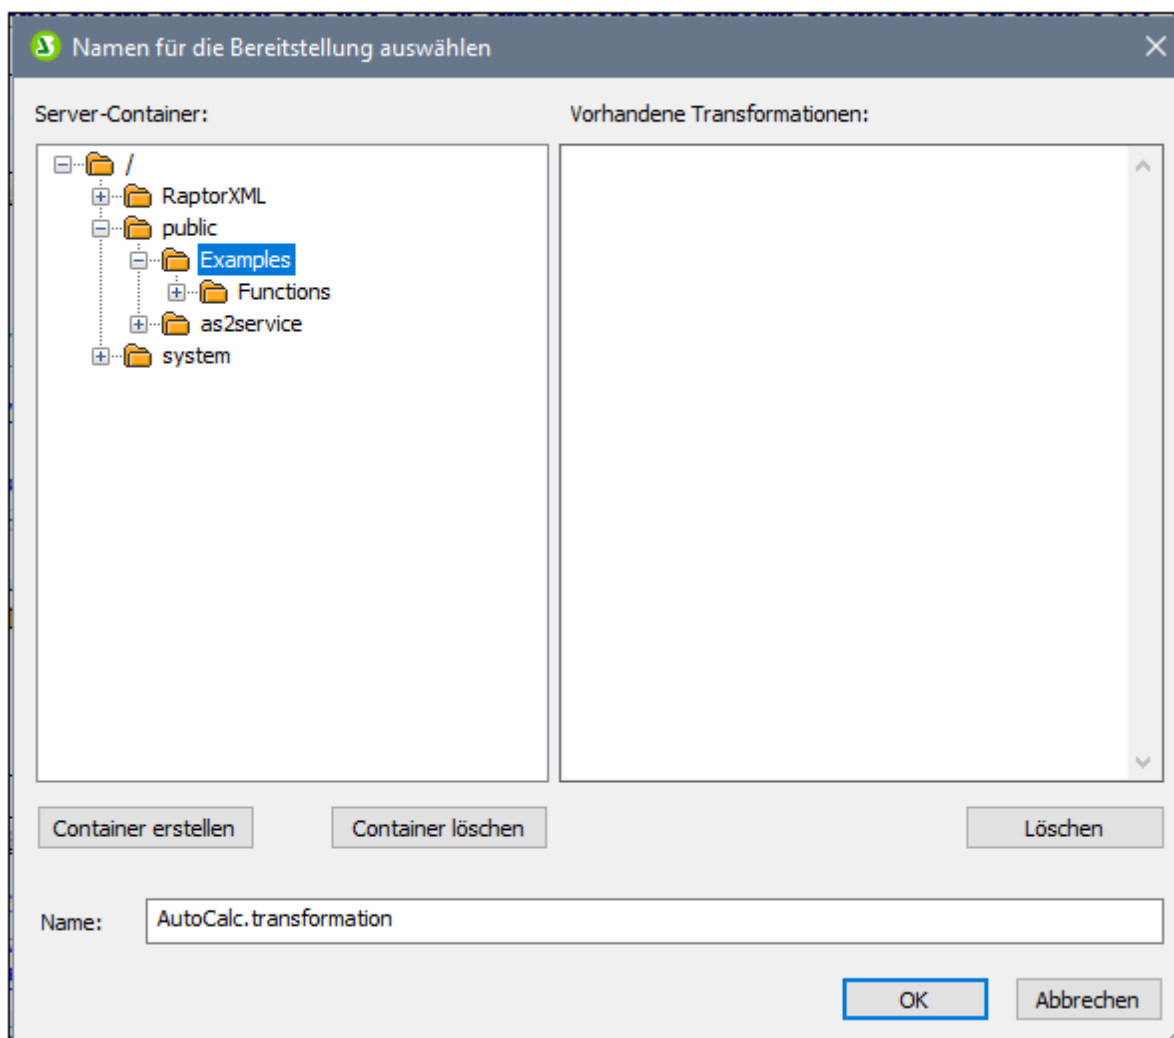 Namen für die Bereitstellung auswählen
Server-Container:
Vorhandene Transformationen:
/
RaptorXML
public
Examples
Functions
as2service
system
Container erstellen
Container löschen
Löschen
Name:
AutoCalc.transformation
OK
Abbrechen